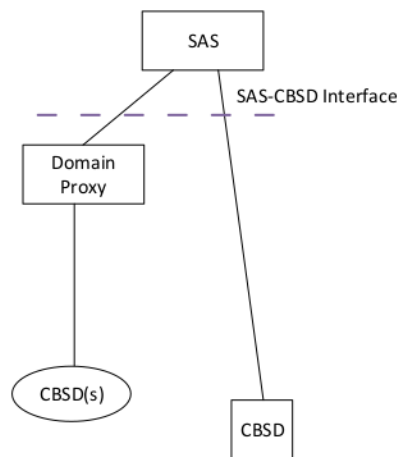 SAS
SAS-CBSD Interface
Domain
Proxy
CBSD(s)
CBSD